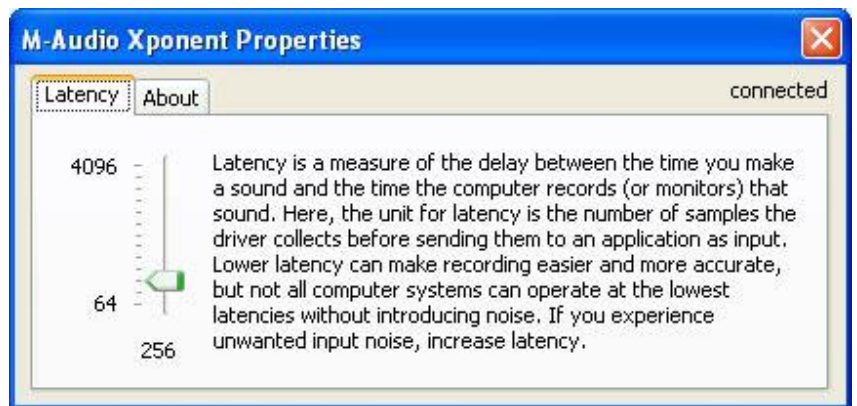 M-Audio Xponent Properties
Latency
About
connected
4096
64
256
Latency is a measure of the delay between the time you make
a sound and the time the computer records (or monitors) that
sound. Here, the unit for latency is the number of samples the
driver collects before sending them to an application as input.
Lower latency can make recording easier and more accurate,
but not all computer systems can operate at the lowest
latencies without introducing noise. If you experience
unwanted input noise, increase latency.